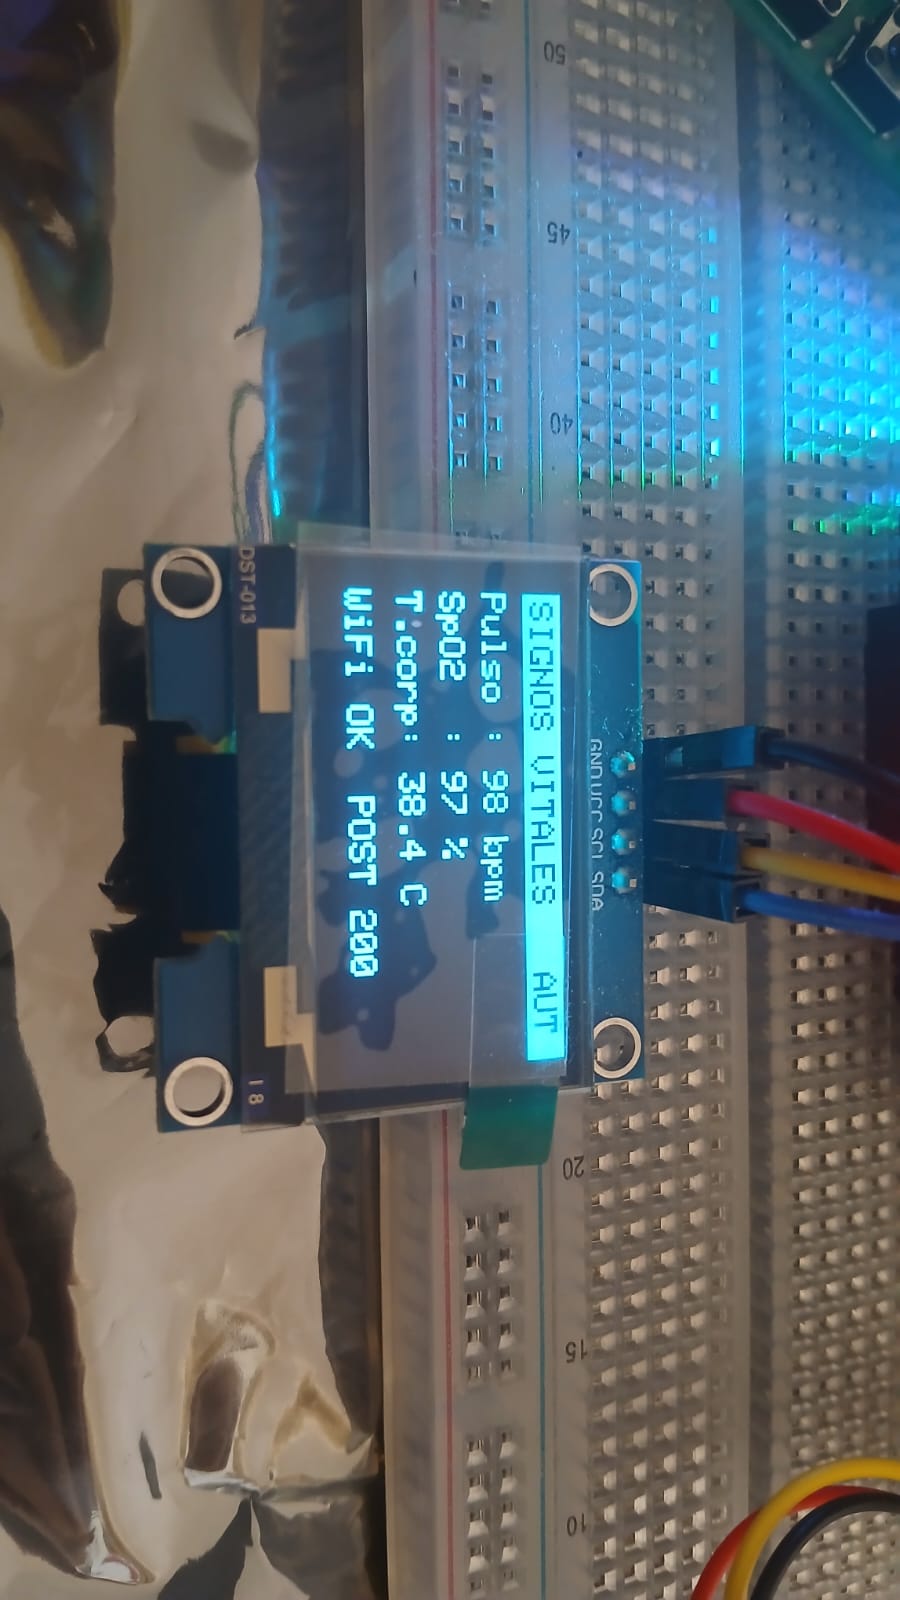 SIGNOS VITALES AUT
Pulso : 98 bpm
SpO2 : 97 %
T.corp: 38.4 C
WiFi OK POST 200
GND VCC SCL SDA
DST-013
50
45
40
20
15
10